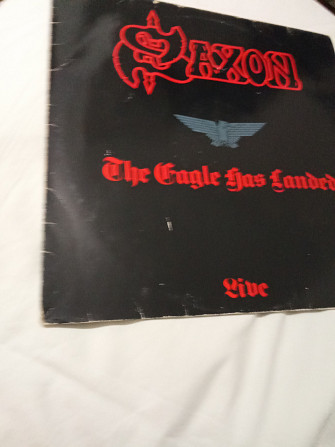 SAXON
The Eagle Has Landed
Live